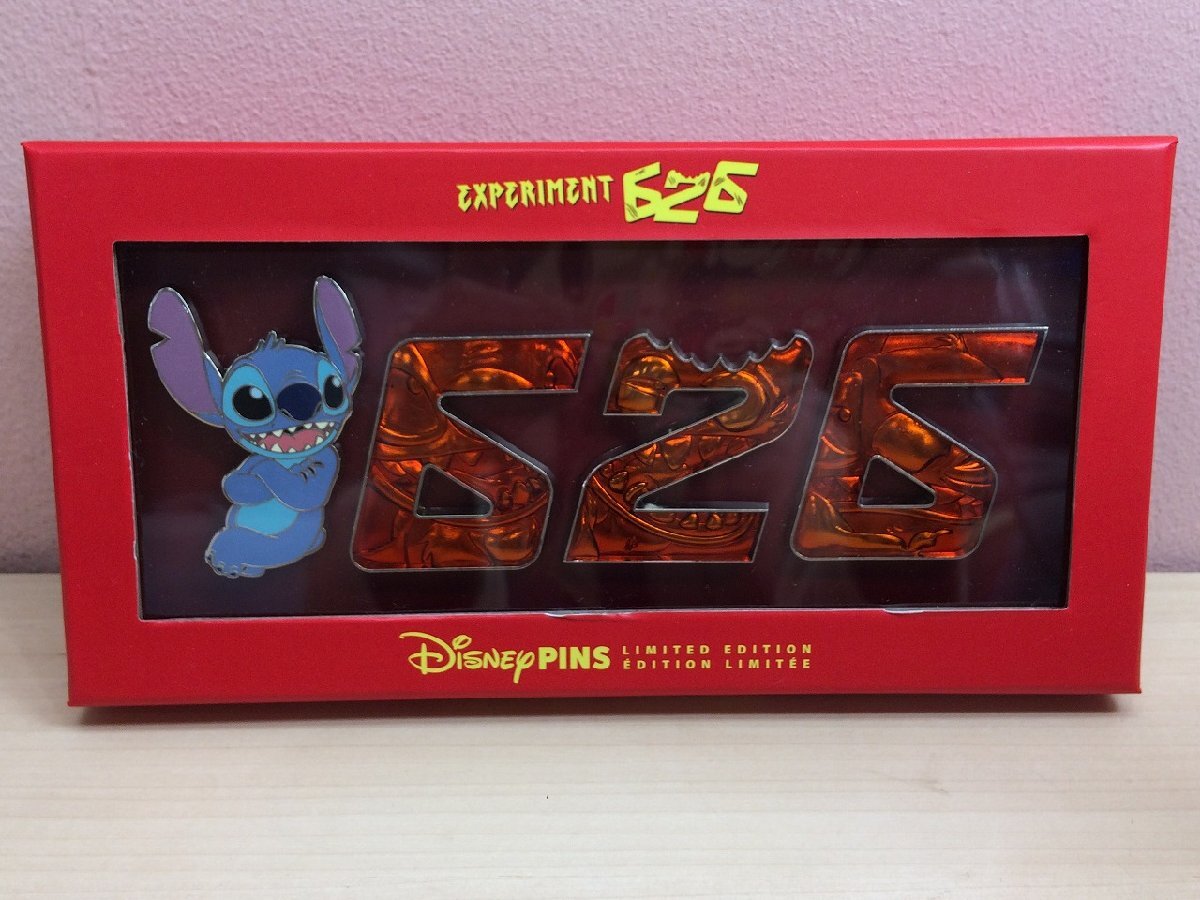 EXPERIMENT 626
626
Disney PINS
LIMITED EDITION
ÉDITION LIMITÉE